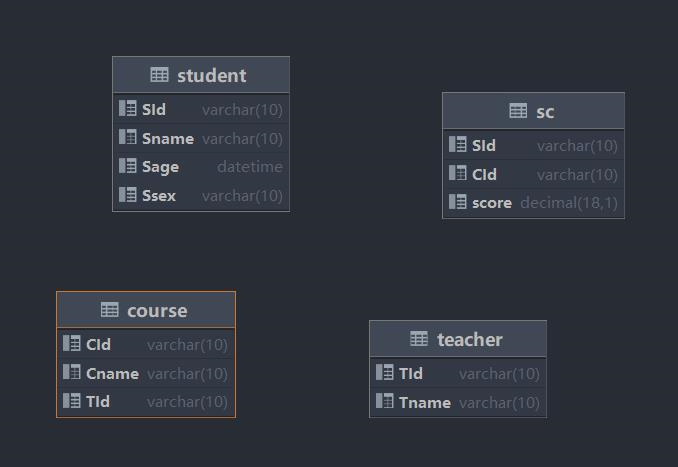 student
SId varchar(10)
Sname varchar(10)
Sage datetime
Ssex varchar(10)
sc
SId varchar(10)
CId varchar(10)
score decimal(18,1)
course
CId varchar(10)
Cname varchar(10)
TId varchar(10)
teacher
TId varchar(10)
Tname varchar(10)